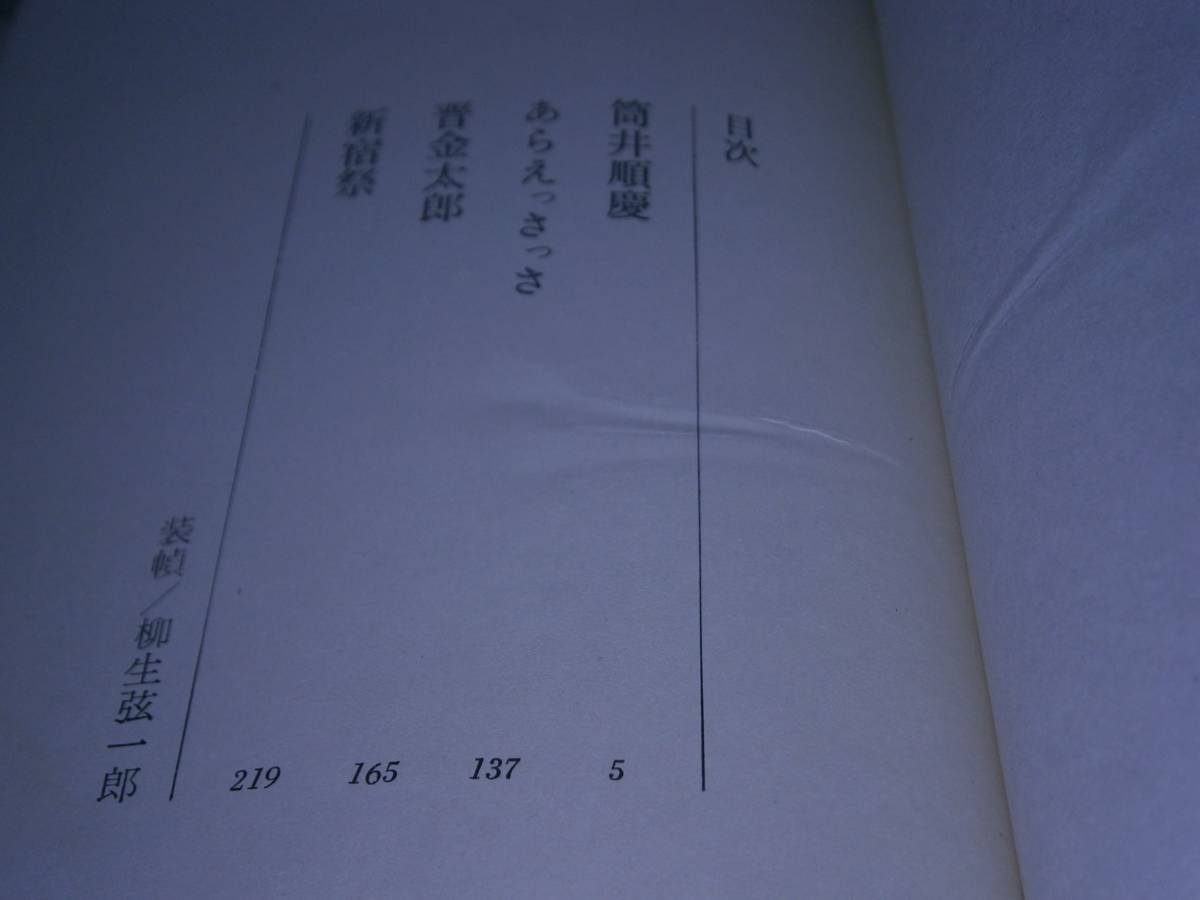 目次
筒井順慶 5
あらえっさっさ 137
晋金太郎 165
新宿祭 219
装幀/柳生弦一郎